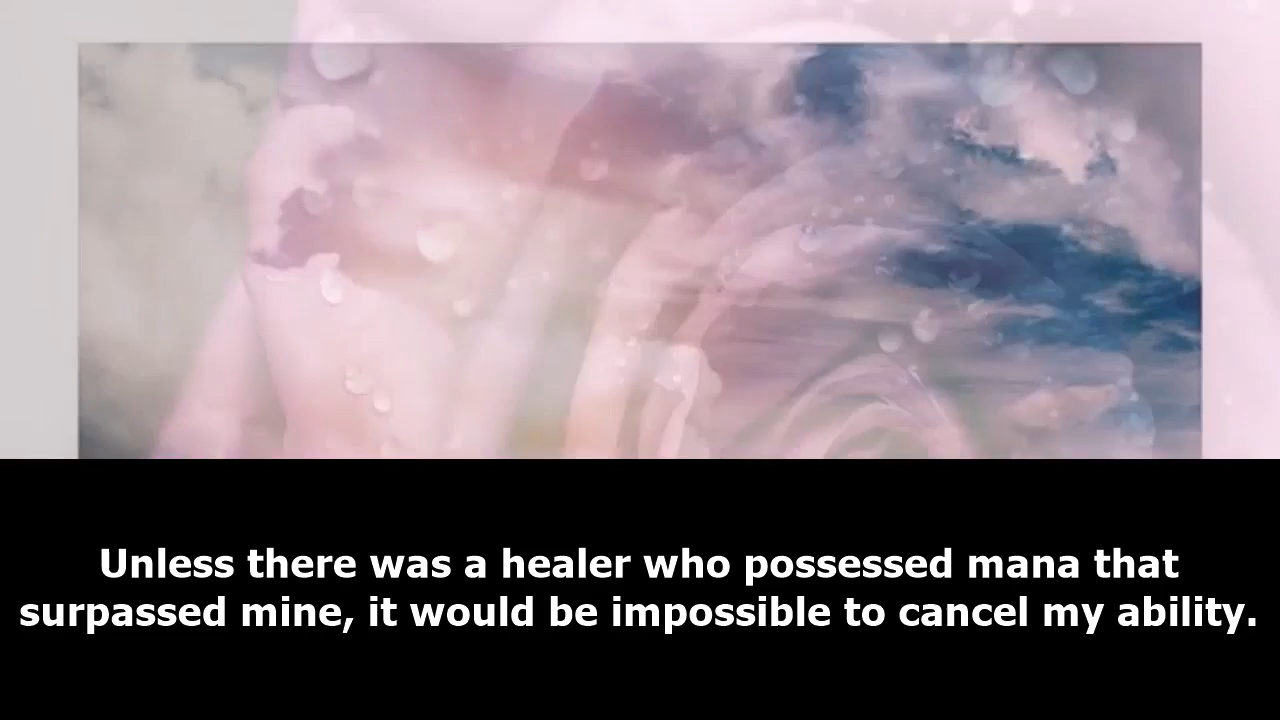 Unless there was a healer who possessed mana that
surpassed mine, it would be impossible to cancel my ability.